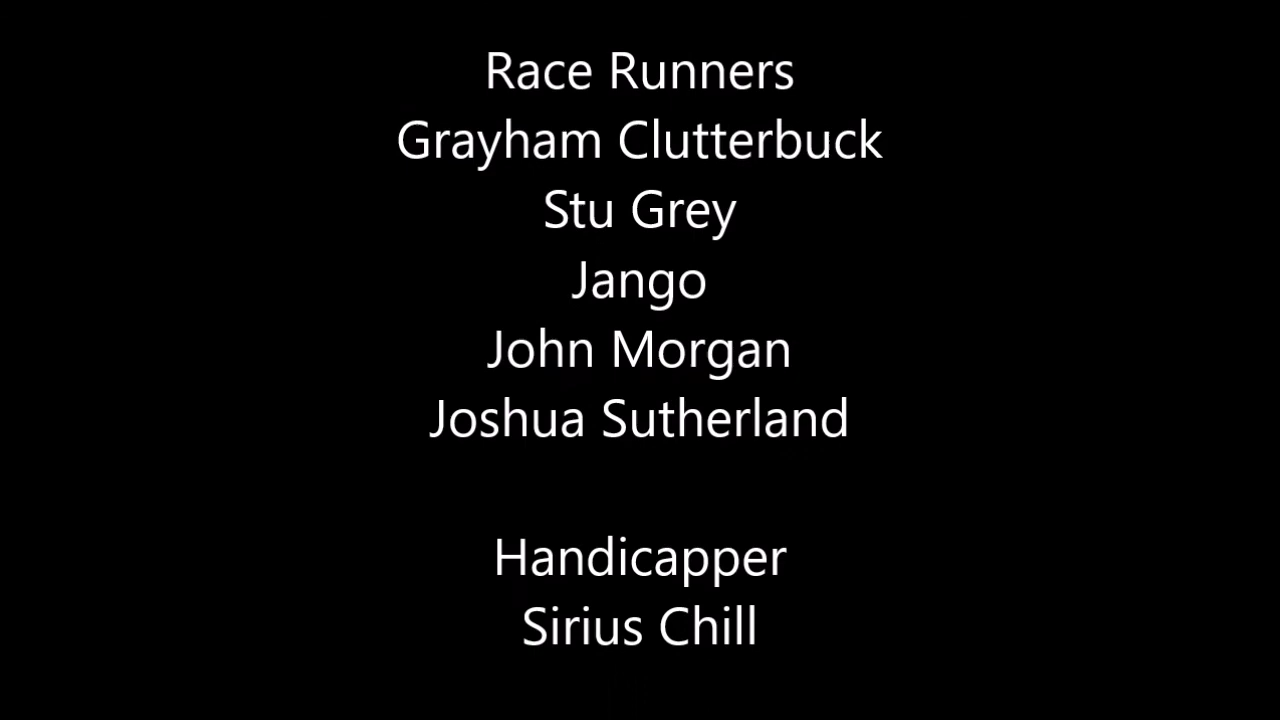 Race Runners
Grayham Clutterbuck
Stu Grey
Jango
John Morgan
Joshua Sutherland
Handicapper
Sirius Chill